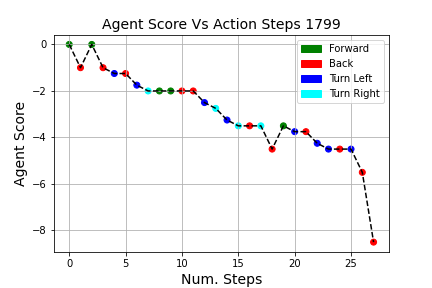 Agent Score Vs Action Steps 1799
Forward
Back
Turn Left
Turn Right
Agent Score
0
−2
−4
−6
−8
0
5
10
15
20
25
Num. Steps